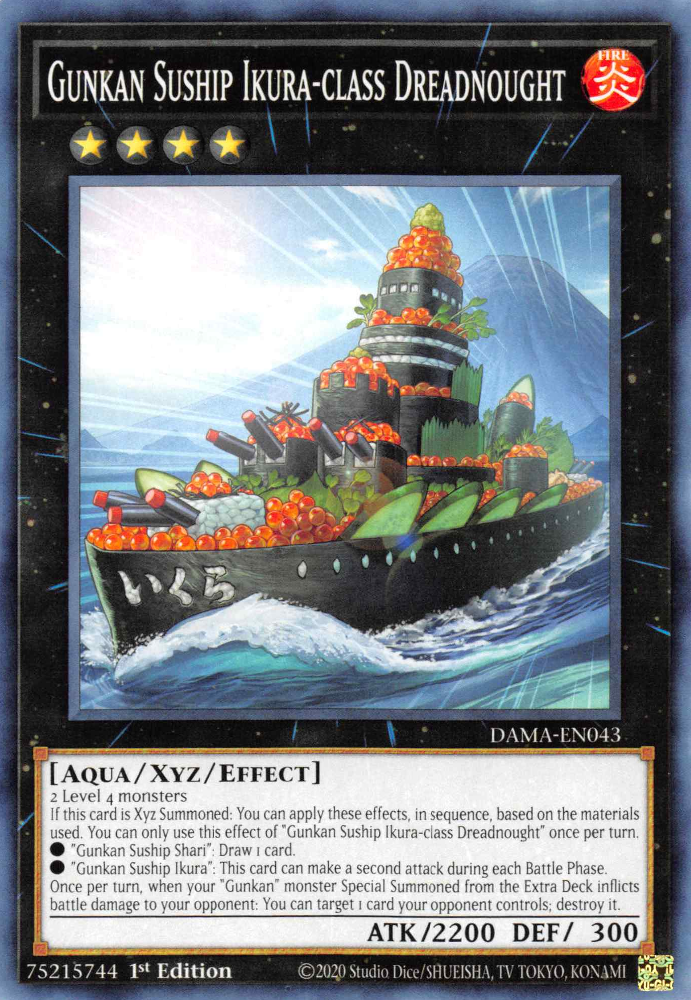 GUNKAN SUSHIP IKURA-CLASS DREADNOUGHT
FIRE
炎
いくら
DAMA-EN043
[AQUA/XYZ/EFFECT]
2 Level 4 monsters
If this card is Xyz Summoned: You can apply these effects, in sequence, based on the materials
used. You can only use this effect of "Gunkan Suship Ikura-class Dreadnought" once per turn.
● "Gunkan Suship Shari": Draw 1 card.
● "Gunkan Suship Ikura": This card can make a second attack during each Battle Phase.
Once per turn, when your "Gunkan" monster Special Summoned from the Extra Deck inflicts
battle damage to your opponent: You can target 1 card your opponent controls; destroy it.
ATK/2200 DEF/ 300
75215744 1st Edition ©2020 Studio Dice/SHUEISHA, TV TOKYO, KONAMI